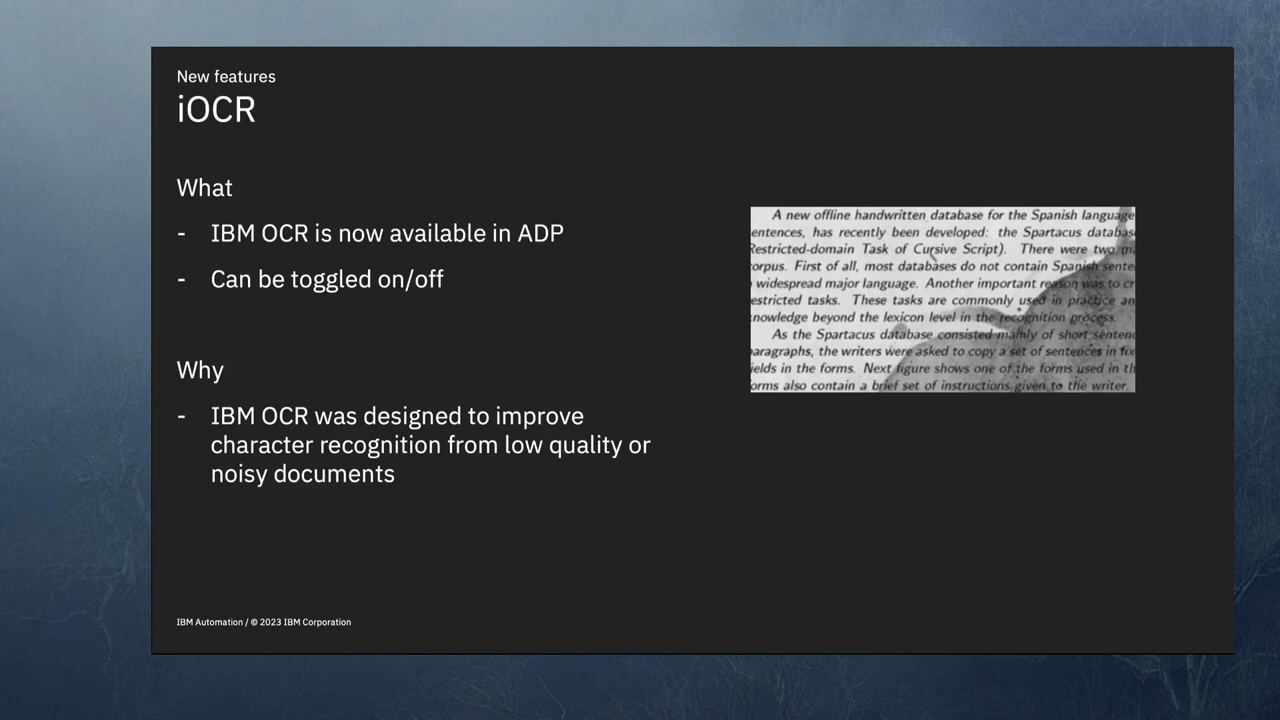 New features
iOCR
What
- IBM OCR is now available in ADP
- Can be toggled on/off
Why
- IBM OCR was designed to improve
character recognition from low quality or
noisy documents
A new offline handwritten database for the Spanish language
entences, has recently been developed: the Spartacus databas
Restricted-domain Task of Cursive Script). There were two m
orpus. First of all, most databases do not contain Spanish sente
widespread major language. Another important reason was to cr
estricted tasks. These tasks are commonly used in practice an
nowledge beyond the lexicon level in the recognition process.
As the Spartacus database consisted mainly of short sentenc
aragraphs, the writers were asked to copy a set of sentences in fix
ields in the forms. Next figure shows one of the forms used in th
orms also contain a brief set of instructions given to the writer.
IBM Automation / © 2023 IBM Corporation